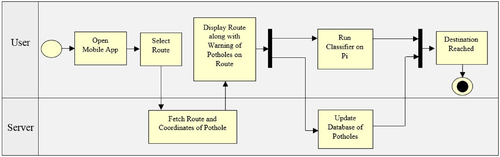 User
Open
Mobile App
Select
Route
Display Route
along with
Warning of
Potholes on
Route
Run
Classifier on
Pi
Destination
Reached
Server
Fetch Route and
Coordinates of Pothole
Update
Database of
Potholes